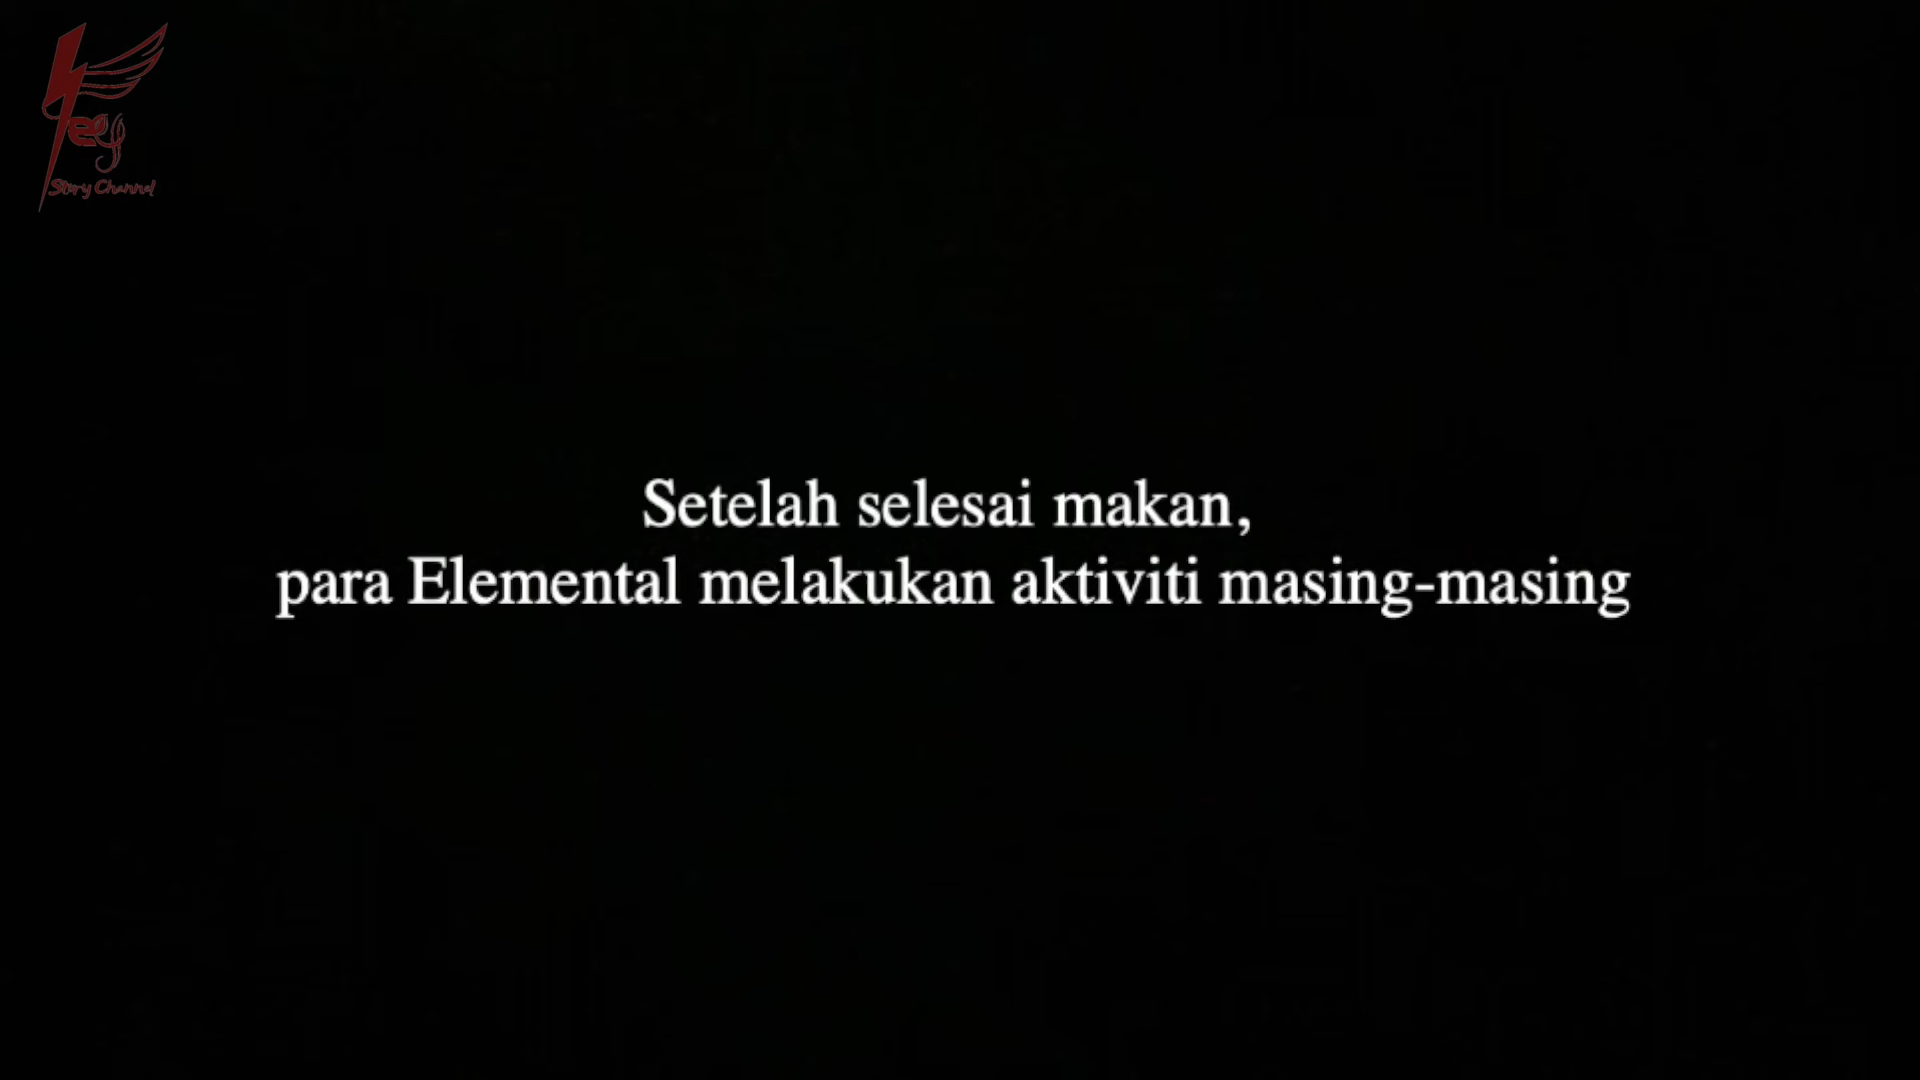 Story Channel
Setelah selesai makan,
para Elemental melakukan aktiviti masing-masing